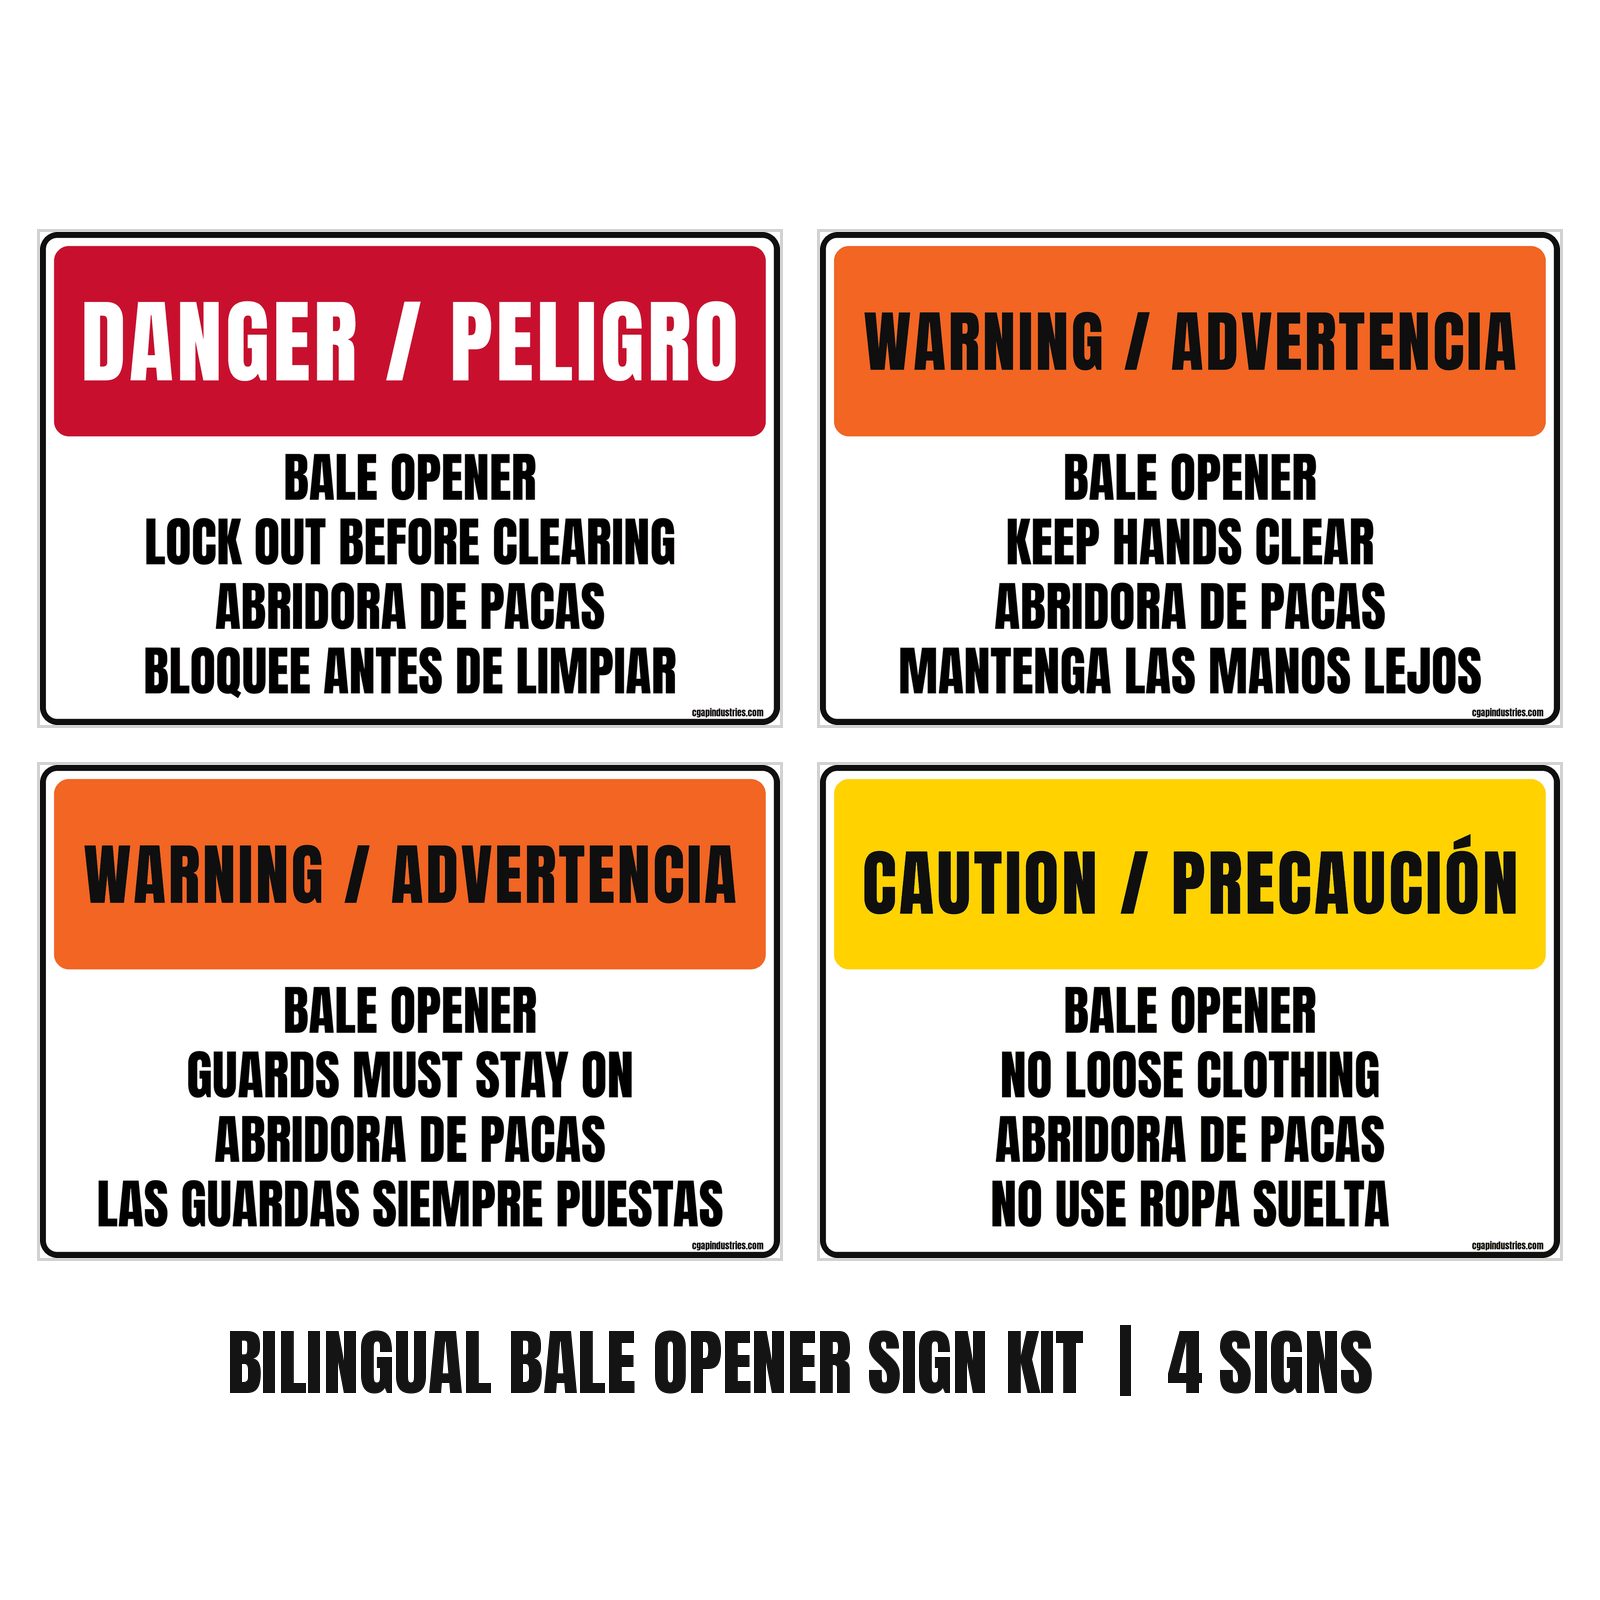 DANGER / PELIGRO
BALE OPENER
LOCK OUT BEFORE CLEARING
ABRIDORA DE PACAS
BLOQUEE ANTES DE LIMPIAR
cgapindustries.com
WARNING / ADVERTENCIA
BALE OPENER
KEEP HANDS CLEAR
ABRIDORA DE PACAS
MANTENGA LAS MANOS LEJOS
cgapindustries.com
WARNING / ADVERTENCIA
BALE OPENER
GUARDS MUST STAY ON
ABRIDORA DE PACAS
LAS GUARDAS SIEMPRE PUESTAS
cgapindustries.com
CAUTION / PRECAUCIÓN
BALE OPENER
NO LOOSE CLOTHING
ABRIDORA DE PACAS
NO USE ROPA SUELTA
cgapindustries.com
BILINGUAL BALE OPENER SIGN KIT | 4 SIGNS